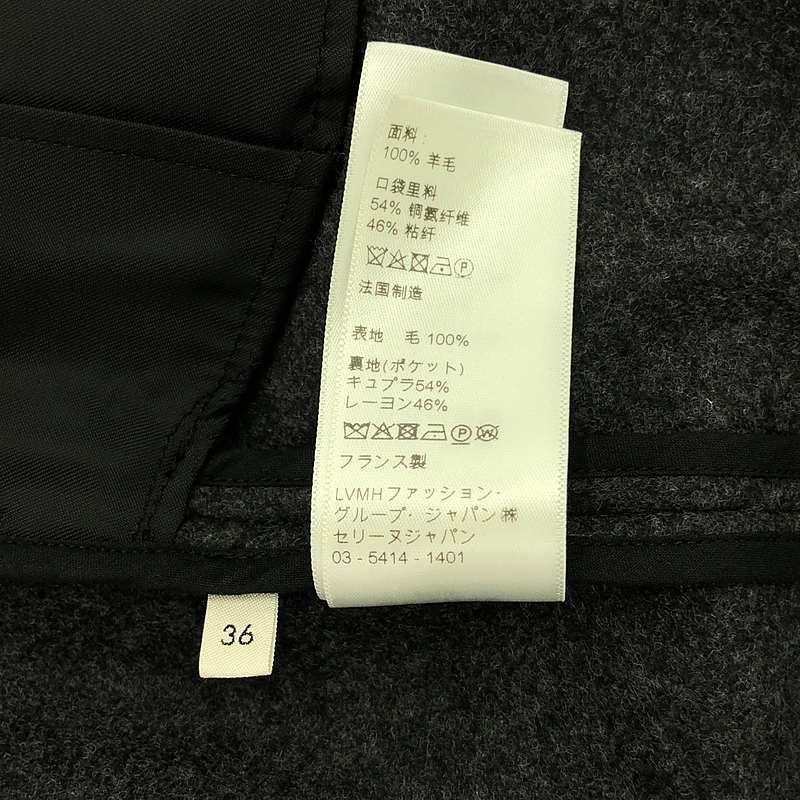 面料:
100% 羊毛
口袋里料
54% 铜氨纤维
46% 粘纤
P
法国制造
表地 毛 100%
裏地(ポケット)
キュプラ54%
レーヨン46%
P W
フランス製
LVMHファッション・
グループ・ジャパン株
セリーヌジャパン
03 - 5414 - 1401
36